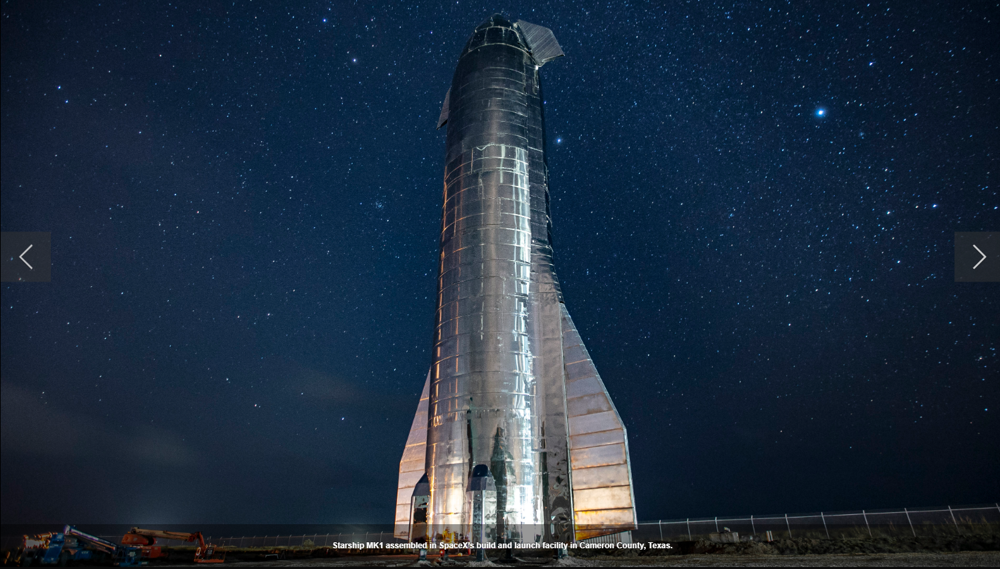 Starship MK1 assembled in SpaceX's build and launch facility in Cameron County, Texas.